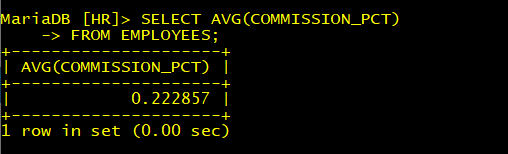 MariaDB [HR]> SELECT AVG(COMMISSION_PCT)
    -> FROM EMPLOYEES;
+---------------------+
| AVG(COMMISSION_PCT) |
+---------------------+
|            0.222857 |
+---------------------+
1 row in set (0.00 sec)